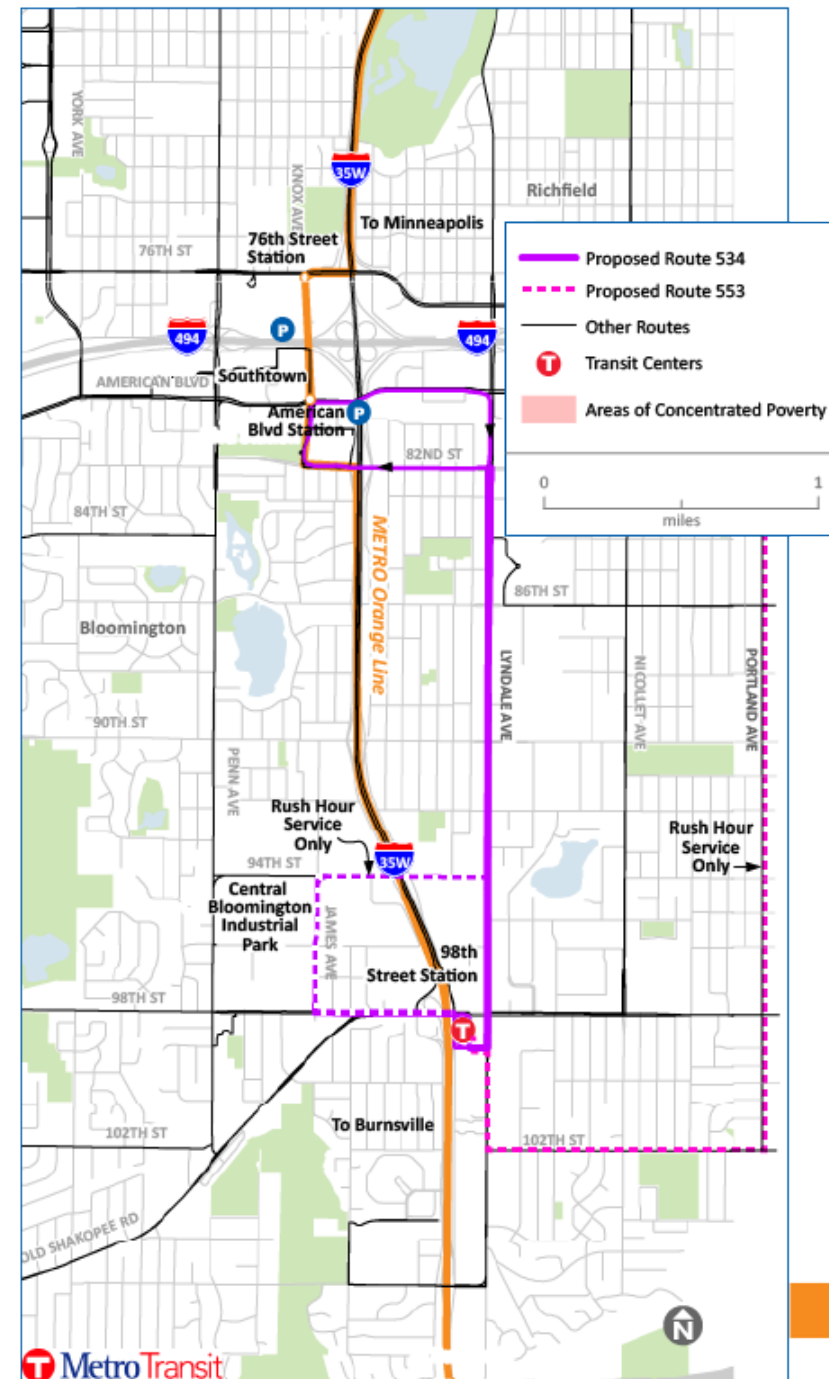 YORK AVE
KNOX AVE
35W
Richfield
To Minneapolis
76TH ST
76th Street
Station
Proposed Route 534
Proposed Route 553
Other Routes
T
Transit Centers
Areas of Concentrated Poverty
0
1
miles
P
494
494
Southtown
AMERICAN BLVD
American
Blvd Station
P
82ND ST
84TH ST
METRO Orange Line
86TH ST
Bloomington
LYNDALE AVE
NICOLLET AVE
PORTLAND AVE
90TH ST
PENN AVE
Rush Hour
Service
Only
Rush Hour
Service
Only
35W
94TH ST
Central
Bloomington
Industrial
Park
JAMES AVE
98th
Street Station
98TH ST
T
To Burnsville
102TH ST
102TH ST
OLD SHAKOPEE RD
N
T MetroTransit